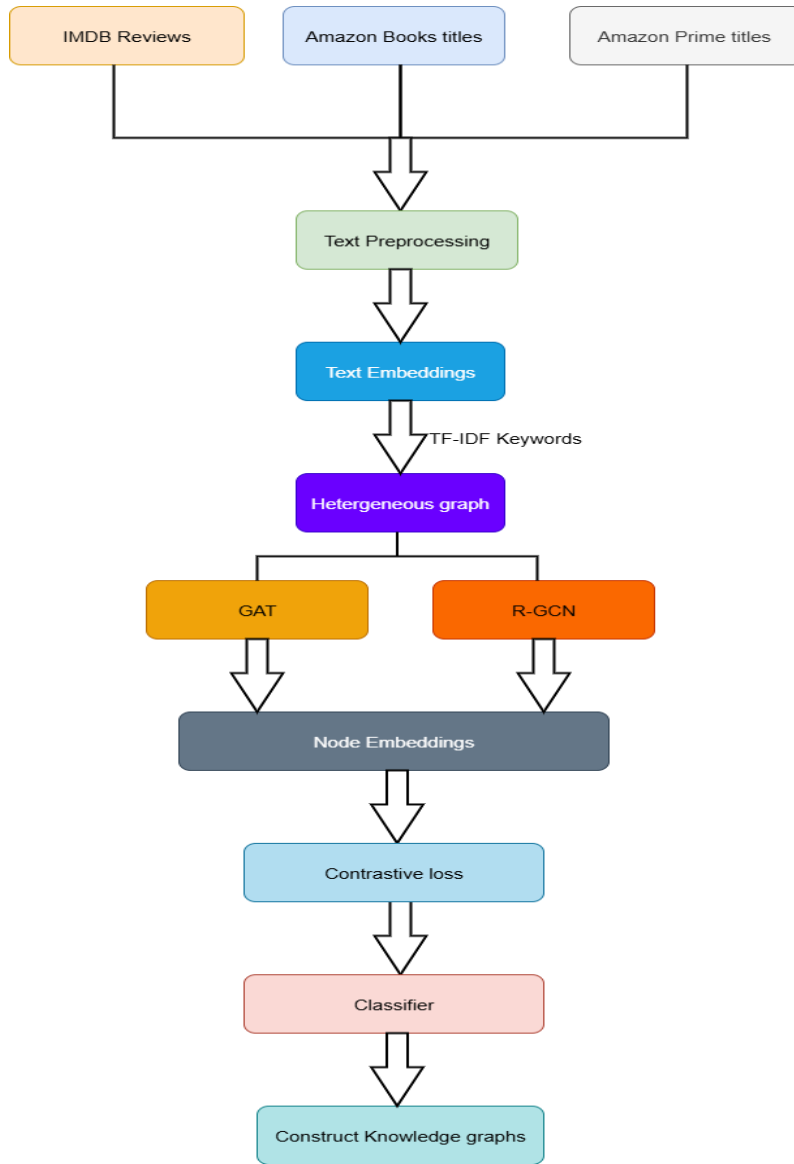 IMDB Reviews
Amazon Books titles
Amazon Prime titles
Text Preprocessing
Text Embeddings
TF-IDF Keywords
Hetergeneous graph
GAT
R-GCN
Node Embeddings
Contrastive loss
Classifier
Construct Knowledge graphs